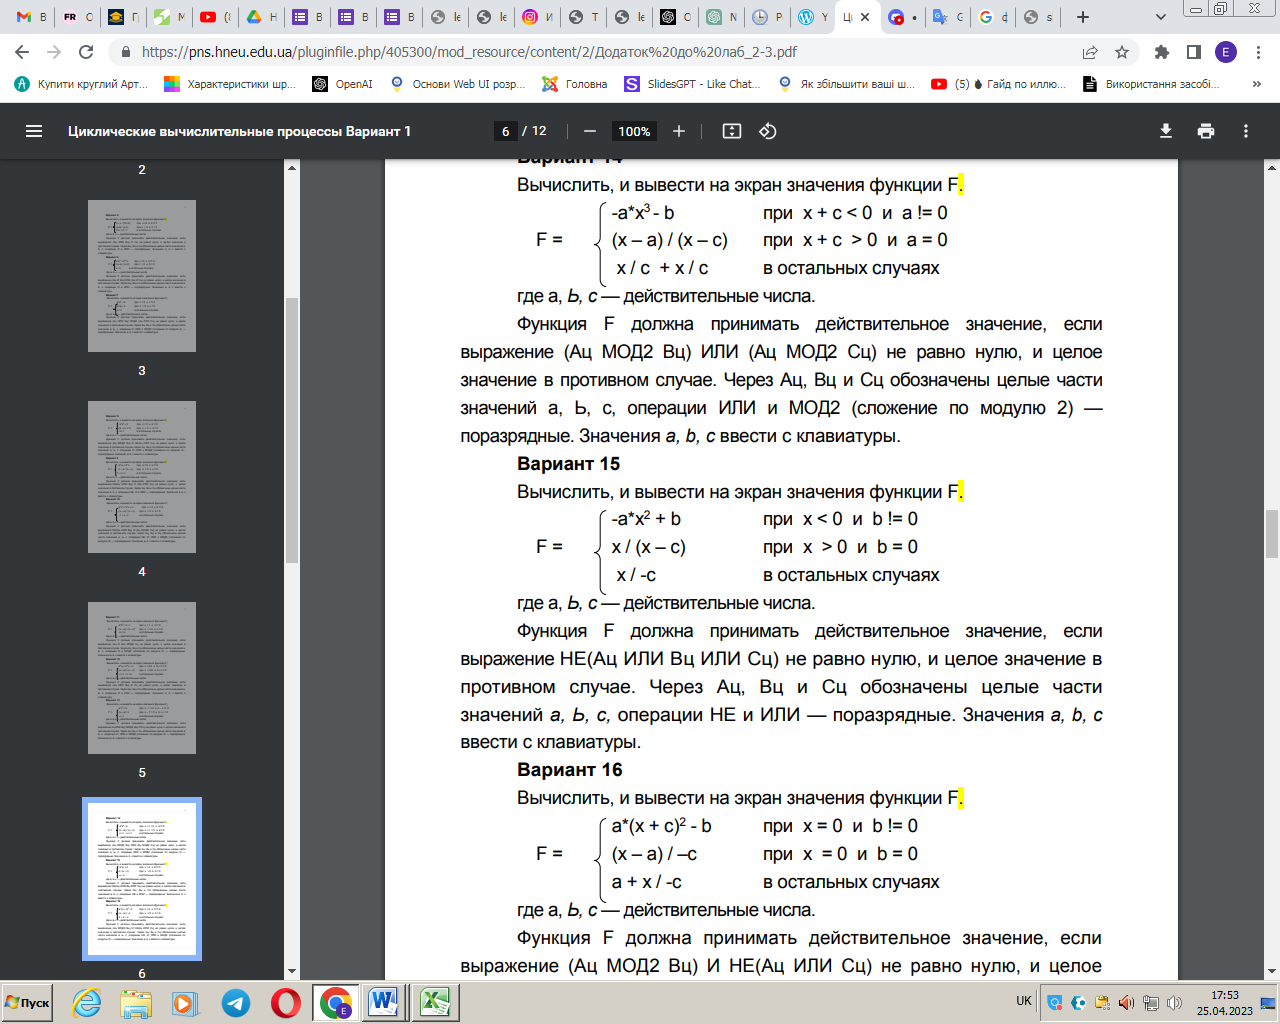 В
FR
О
Гр
М
(8
Н
В
В
В
Ie
Ie
И
Т
Ie
О
N
Р
Y
Ці
•
G
ф
s
https://pns.hneu.edu.ua/pluginfile.php/405300/mod_resource/content/2/Додаток%20до%20лаб_2-3.pdf
E
Купити круглий Арт...
Характеристики шр...
OpenAI
Основи Web UI розр...
Головна
SlidesGPT - Like Chat...
Як збільшити ваші ш...
(5) Гайд по иллю...
Використання засобі...
»
Циклические вычислительные процессы Вариант 1
6 / 12
100%
2
3
4
5
6
Вариант 14
Вычислить, и вывести на экран значения функции F.
-a*x³ - b при x + c < 0 и a != 0
F = (x – a) / (x – c) при x + c > 0 и a = 0
x / c + x / c в остальных случаях
где a, Ь, с — действительные числа.
Функция F должна принимать действительное значение, если
выражение (Ац МОД2 Вц) ИЛИ (Ац МОД2 Сц) не равно нулю, и целое
значение в противном случае. Через Ац, Вц и Сц обозначены целые части
значений а, Ь, с, операции ИЛИ и МОД2 (сложение по модулю 2) —
поразрядные. Значения a, b, c ввести с клавиатуры.
Вариант 15
Вычислить, и вывести на экран значения функции F.
-a*x² + b при x < 0 и b != 0
F = x / (x – c) при x > 0 и b = 0
x / -c в остальных случаях
где a, Ь, с — действительные числа.
Функция F должна принимать действительное значение, если
выражение НЕ(Ац ИЛИ Вц ИЛИ Сц) не равно нулю, и целое значение в
противном случае. Через Ац, Вц и Сц обозначены целые части
значений а, Ь, с, операции НЕ и ИЛИ — поразрядные. Значения a, b, c
ввести с клавиатуры.
Вариант 16
Вычислить, и вывести на экран значения функции F.
a*(x + c)² - b при x = 0 и b != 0
F = (x – a) / –c при x = 0 и b = 0
a + x / -c в остальных случаях
где a, Ь, с — действительные числа.
Функция F должна принимать действительное значение, если
выражение (Ац МОД2 Вц) И НЕ(Ац ИЛИ Сц) не равно нулю, и целое
Пуск
E
UK
17:53
25.04.2023